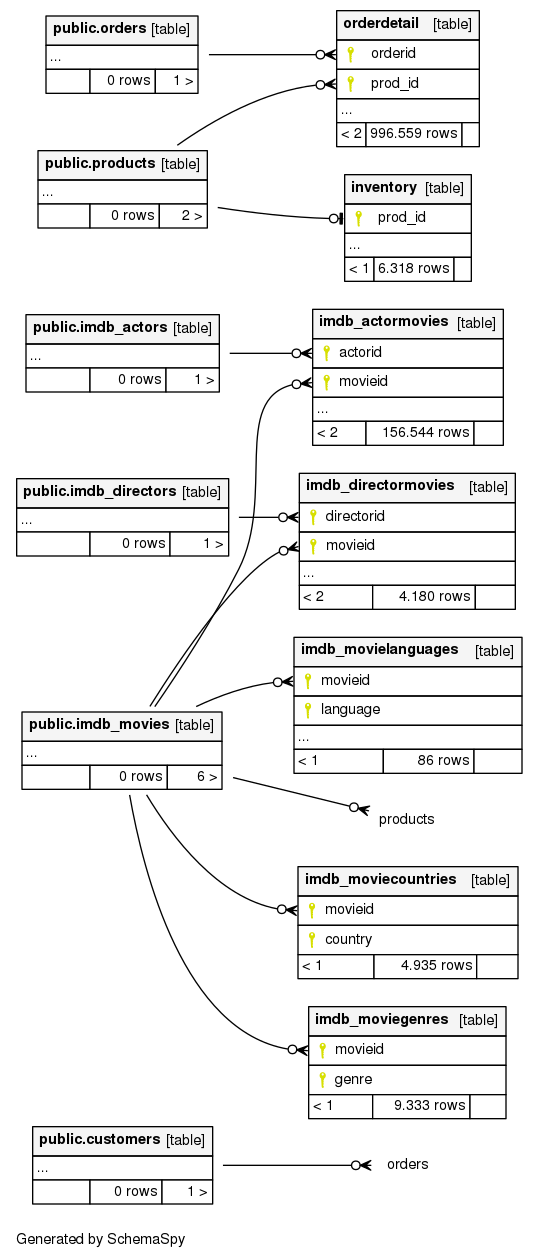 public.orders [table]
...
0 rows 1 >
orderdetail [table]
orderid
prod_id
...
< 2 996.559 rows
public.products [table]
...
0 rows 2 >
inventory [table]
prod_id
...
< 1 6.318 rows
public.imdb_actors [table]
...
0 rows 1 >
imdb_actormovies [table]
actorid
movieid
...
< 2 156.544 rows
public.imdb_directors [table]
...
0 rows 1 >
imdb_directormovies [table]
directorid
movieid
...
< 2 4.180 rows
imdb_movielanguages [table]
movieid
language
...
< 1 86 rows
public.imdb_movies [table]
...
0 rows 6 >
products
imdb_moviecountries [table]
movieid
country
< 1 4.935 rows
imdb_moviegenres [table]
movieid
genre
< 1 9.333 rows
public.customers [table]
...
0 rows 1 >
orders
Generated by SchemaSpy